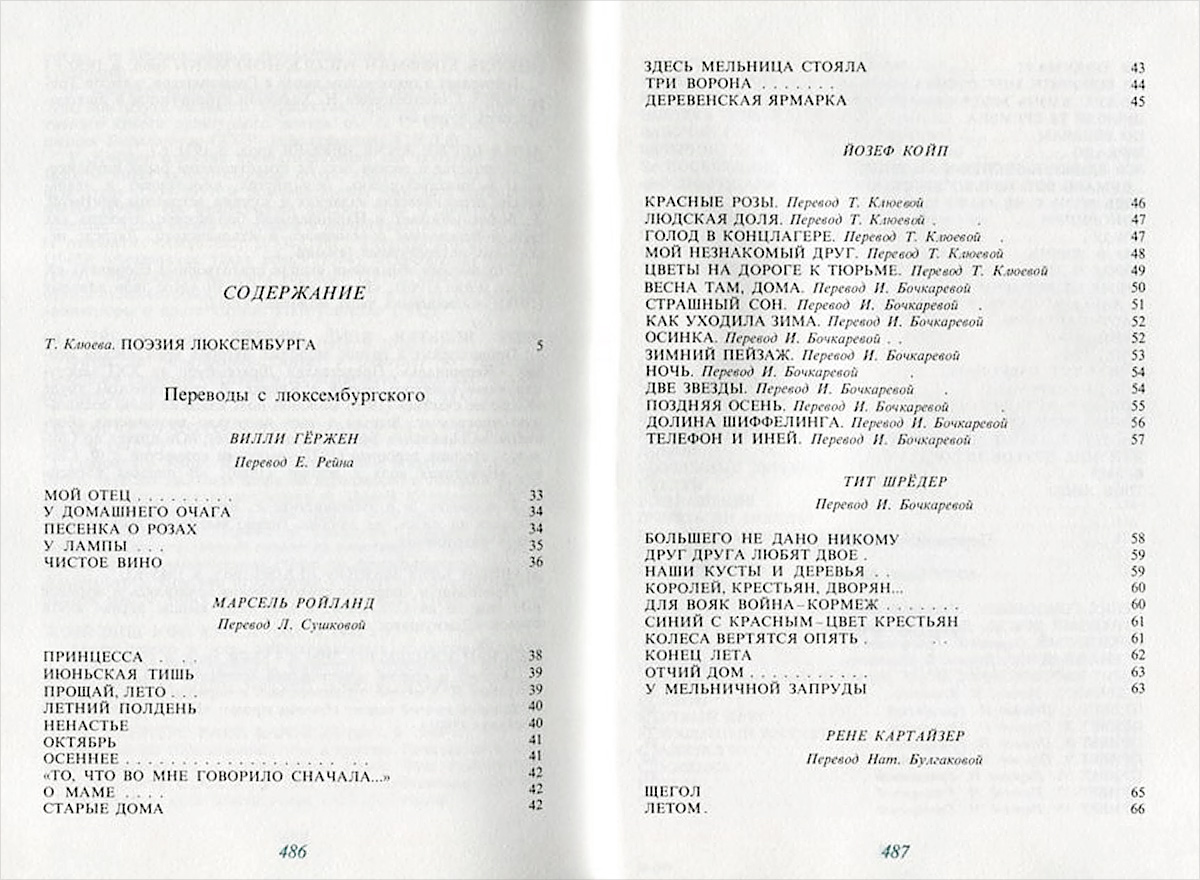 СОДЕРЖАНИЕ
Т. Клюева. ПОЭЗИЯ ЛЮКСЕМБУРГА 5
Переводы с люксембургского
ВИЛЛИ ГЁРЖЕН
Перевод Е. Рейна
МОЙ ОТЕЦ . . . . . . . . . 33
У ДОМАШНЕГО ОЧАГА 34
ПЕСЕНКА О РОЗАХ 34
У ЛАМПЫ . . . 35
ЧИСТОЕ ВИНО 36
МАРСЕЛЬ РОЙЛАНД
Перевод Л. Сушковой
ПРИНЦЕССА . . . . 38
ИЮНЬСКАЯ ТИШЬ 39
ПРОЩАЙ, ЛЕТО . . . 39
ЛЕТНИЙ ПОЛДЕНЬ 40
НЕНАСТЬЕ 40
ОКТЯБРЬ 41
ОСЕННЕЕ . . . . . . . . . . . . . . . . . . . . 41
«ТО, ЧТО ВО МНЕ ГОВОРИЛО СНАЧАЛА...» 42
О МАМЕ . . . . 42
СТАРЫЕ ДОМА 42
486
ЗДЕСЬ МЕЛЬНИЦА СТОЯЛА 43
ТРИ ВОРОНА . . . . . . . 44
ДЕРЕВЕНСКАЯ ЯРМАРКА 45
ЙОЗЕФ КОЙП
КРАСНЫЕ РОЗЫ. Перевод Т. Клюевой 46
ЛЮДСКАЯ ДОЛЯ. Перевод Т. Клюевой . . 47
ГОЛОД В КОНЦЛАГЕРЕ. Перевод Т. Клюевой . 47
МОЙ НЕЗНАКОМЫЙ ДРУГ. Перевод Т. Клюевой 48
ЦВЕТЫ НА ДОРОГЕ К ТЮРЬМЕ. Перевод Т. Клюевой 49
ВЕСНА ТАМ, ДОМА. Перевод И. Бочкаревой 50
СТРАШНЫЙ СОН. Перевод И. Бочкаревой 51
КАК УХОДИЛА ЗИМА. Перевод И. Бочкаревой 52
ОСИНКА. Перевод И. Бочкаревой . . 52
ЗИМНИЙ ПЕЙЗАЖ. Перевод И. Бочкаревой 53
НОЧЬ. Перевод И. Бочкаревой . 54
ДВЕ ЗВЕЗДЫ. Перевод И. Бочкаревой . 54
ПОЗДНЯЯ ОСЕНЬ. Перевод И. Бочкаревой . 55
ДОЛИНА ШИФФЕЛИНГА. Перевод И. Бочкаревой 56
ТЕЛЕФОН И ИНЕЙ. Перевод И. Бочкаревой 57
ТИТ ШРЁДЕР
Перевод И. Бочкаревой
БОЛЬШЕГО НЕ ДАНО НИКОМУ 58
ДРУГ ДРУГА ЛЮБЯТ ДВОЕ . 59
НАШИ КУСТЫ И ДЕРЕВЬЯ . . 59
КОРОЛЕЙ, КРЕСТЬЯН, ДВОРЯН... 60
ДЛЯ ВОЯК ВОЙНА–КОРМЕЖ . . . . . . . 60
СИНИЙ С КРАСНЫМ–ЦВЕТ КРЕСТЬЯН 61
КОЛЕСА ВЕРТЯТСЯ ОПЯТЬ . . . 61
КОНЕЦ ЛЕТА 62
ОТЧИЙ ДОМ . . . . . . . . . . . 63
У МЕЛЬНИЧНОЙ ЗАПРУДЫ 63
РЕНЕ КАРТАЙЗЕР
Перевод Нат. Булгаковой
ЩЕГОЛ 65
ЛЕТОМ . 66
487